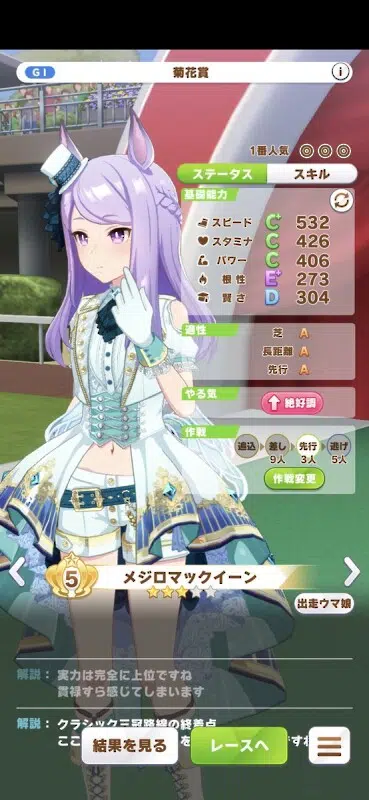 GI
菊花賞
i
1番人気 ◎ ◎ ◎
ステータス スキル
基礎能力
スピード C+ 532
スタミナ C 426
パワー C 406
根性 E+ 273
賢さ D 304
適性
芝 A
長距離 A
先行 A
やる気
絶好調
作戦
追込 差し 先行 逃げ
9人 3人 5人
作戦変更
5 メジロマックイーン
出走ウマ娘
解説: 実力は完全に上位ですね
貫禄すら感じてしまいます
解説: クラシック三冠路線の終着点
ここ
結果を見る
レースへ